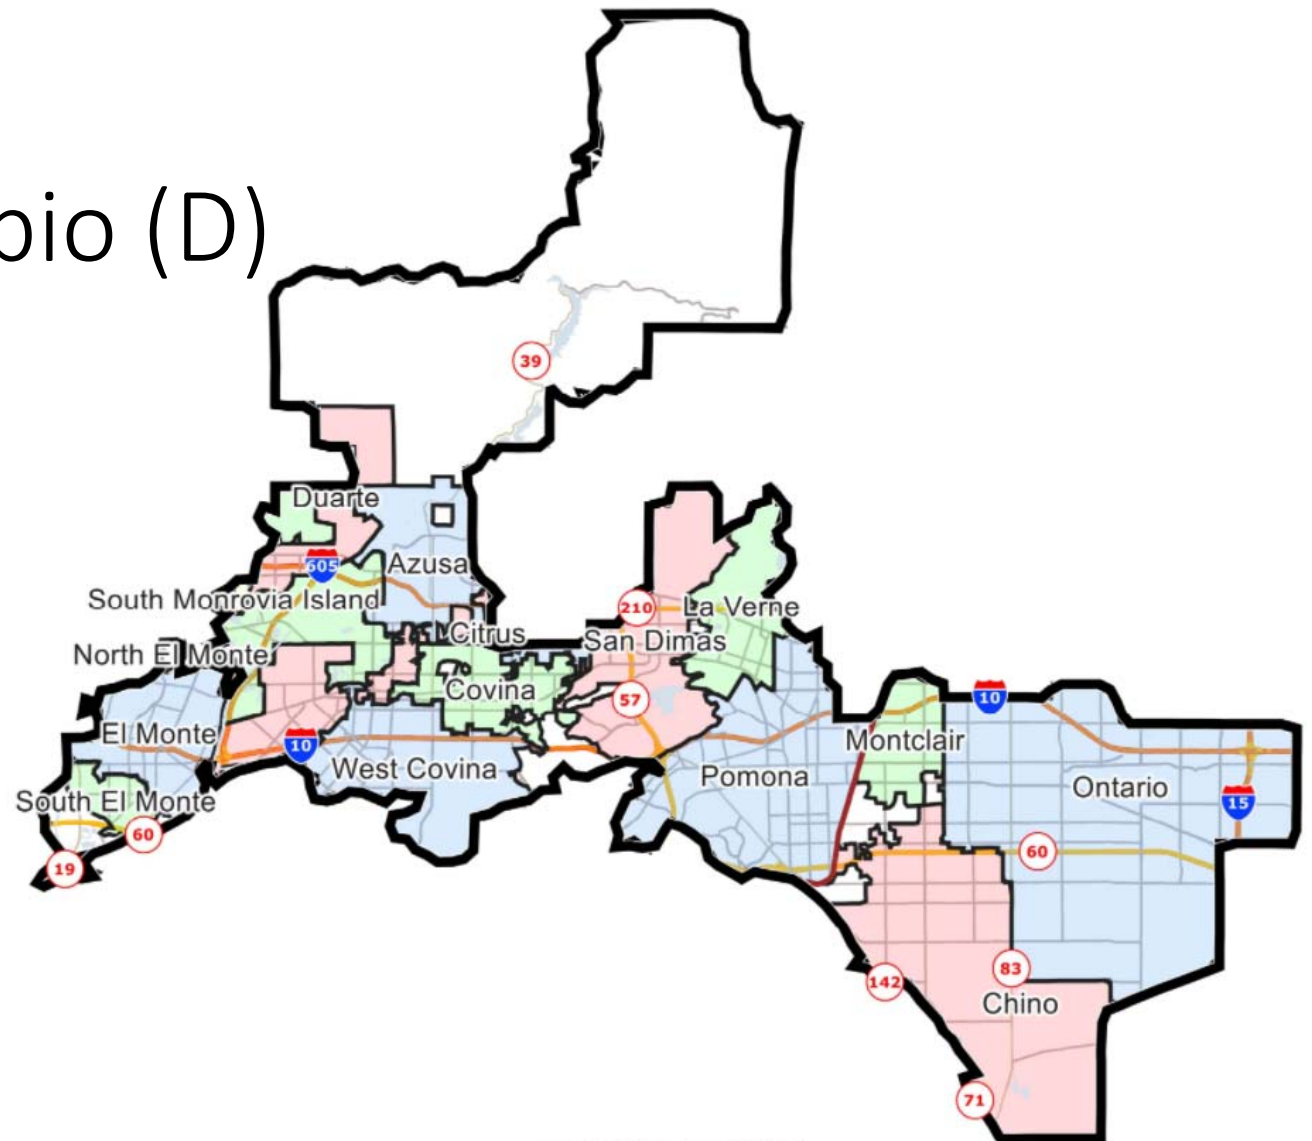 bio (D)
39
Duarte
605
Azusa
South Monrovia Island
210
La Verne
Citrus
San Dimas
North El Monte
Covina
57
10
El Monte
10
Montclair
West Covina
Pomona
Ontario
South El Monte
15
60
60
19
83
142
Chino
71